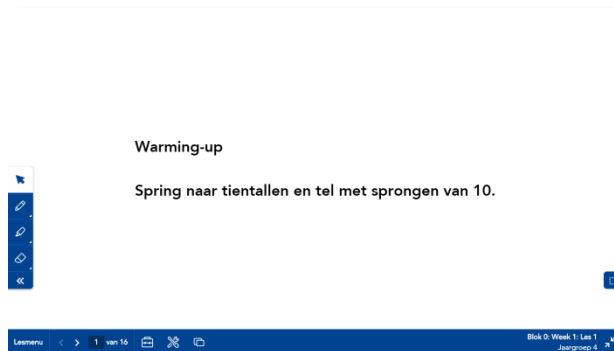 Warming-up
Spring naar tientallen en tel met sprongen van 10.
Lesmenu < > 1 van 16
Blok 0: Week 1: Les 1
Jaargroep 4